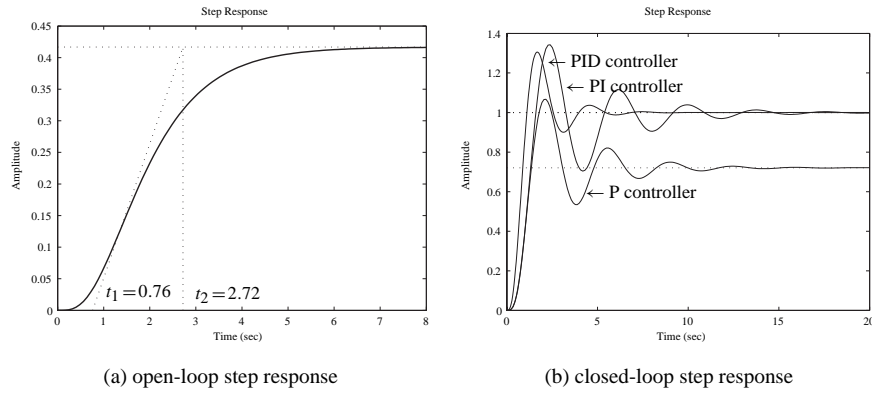 Step Response
Amplitude
0.45
0.4
0.35
0.3
0.25
0.2
0.15
0.1
0.05
0
t1=0.76
t2=2.72
0 1 2 3 4 5 6 7 8
Time (sec)
(a) open-loop step response
Step Response
Amplitude
1.4
1.2
1
0.8
0.6
0.4
0.2
0
← PID controller
← PI controller
← P controller
0 5 10 15 20
Time (sec)
(b) closed-loop step response